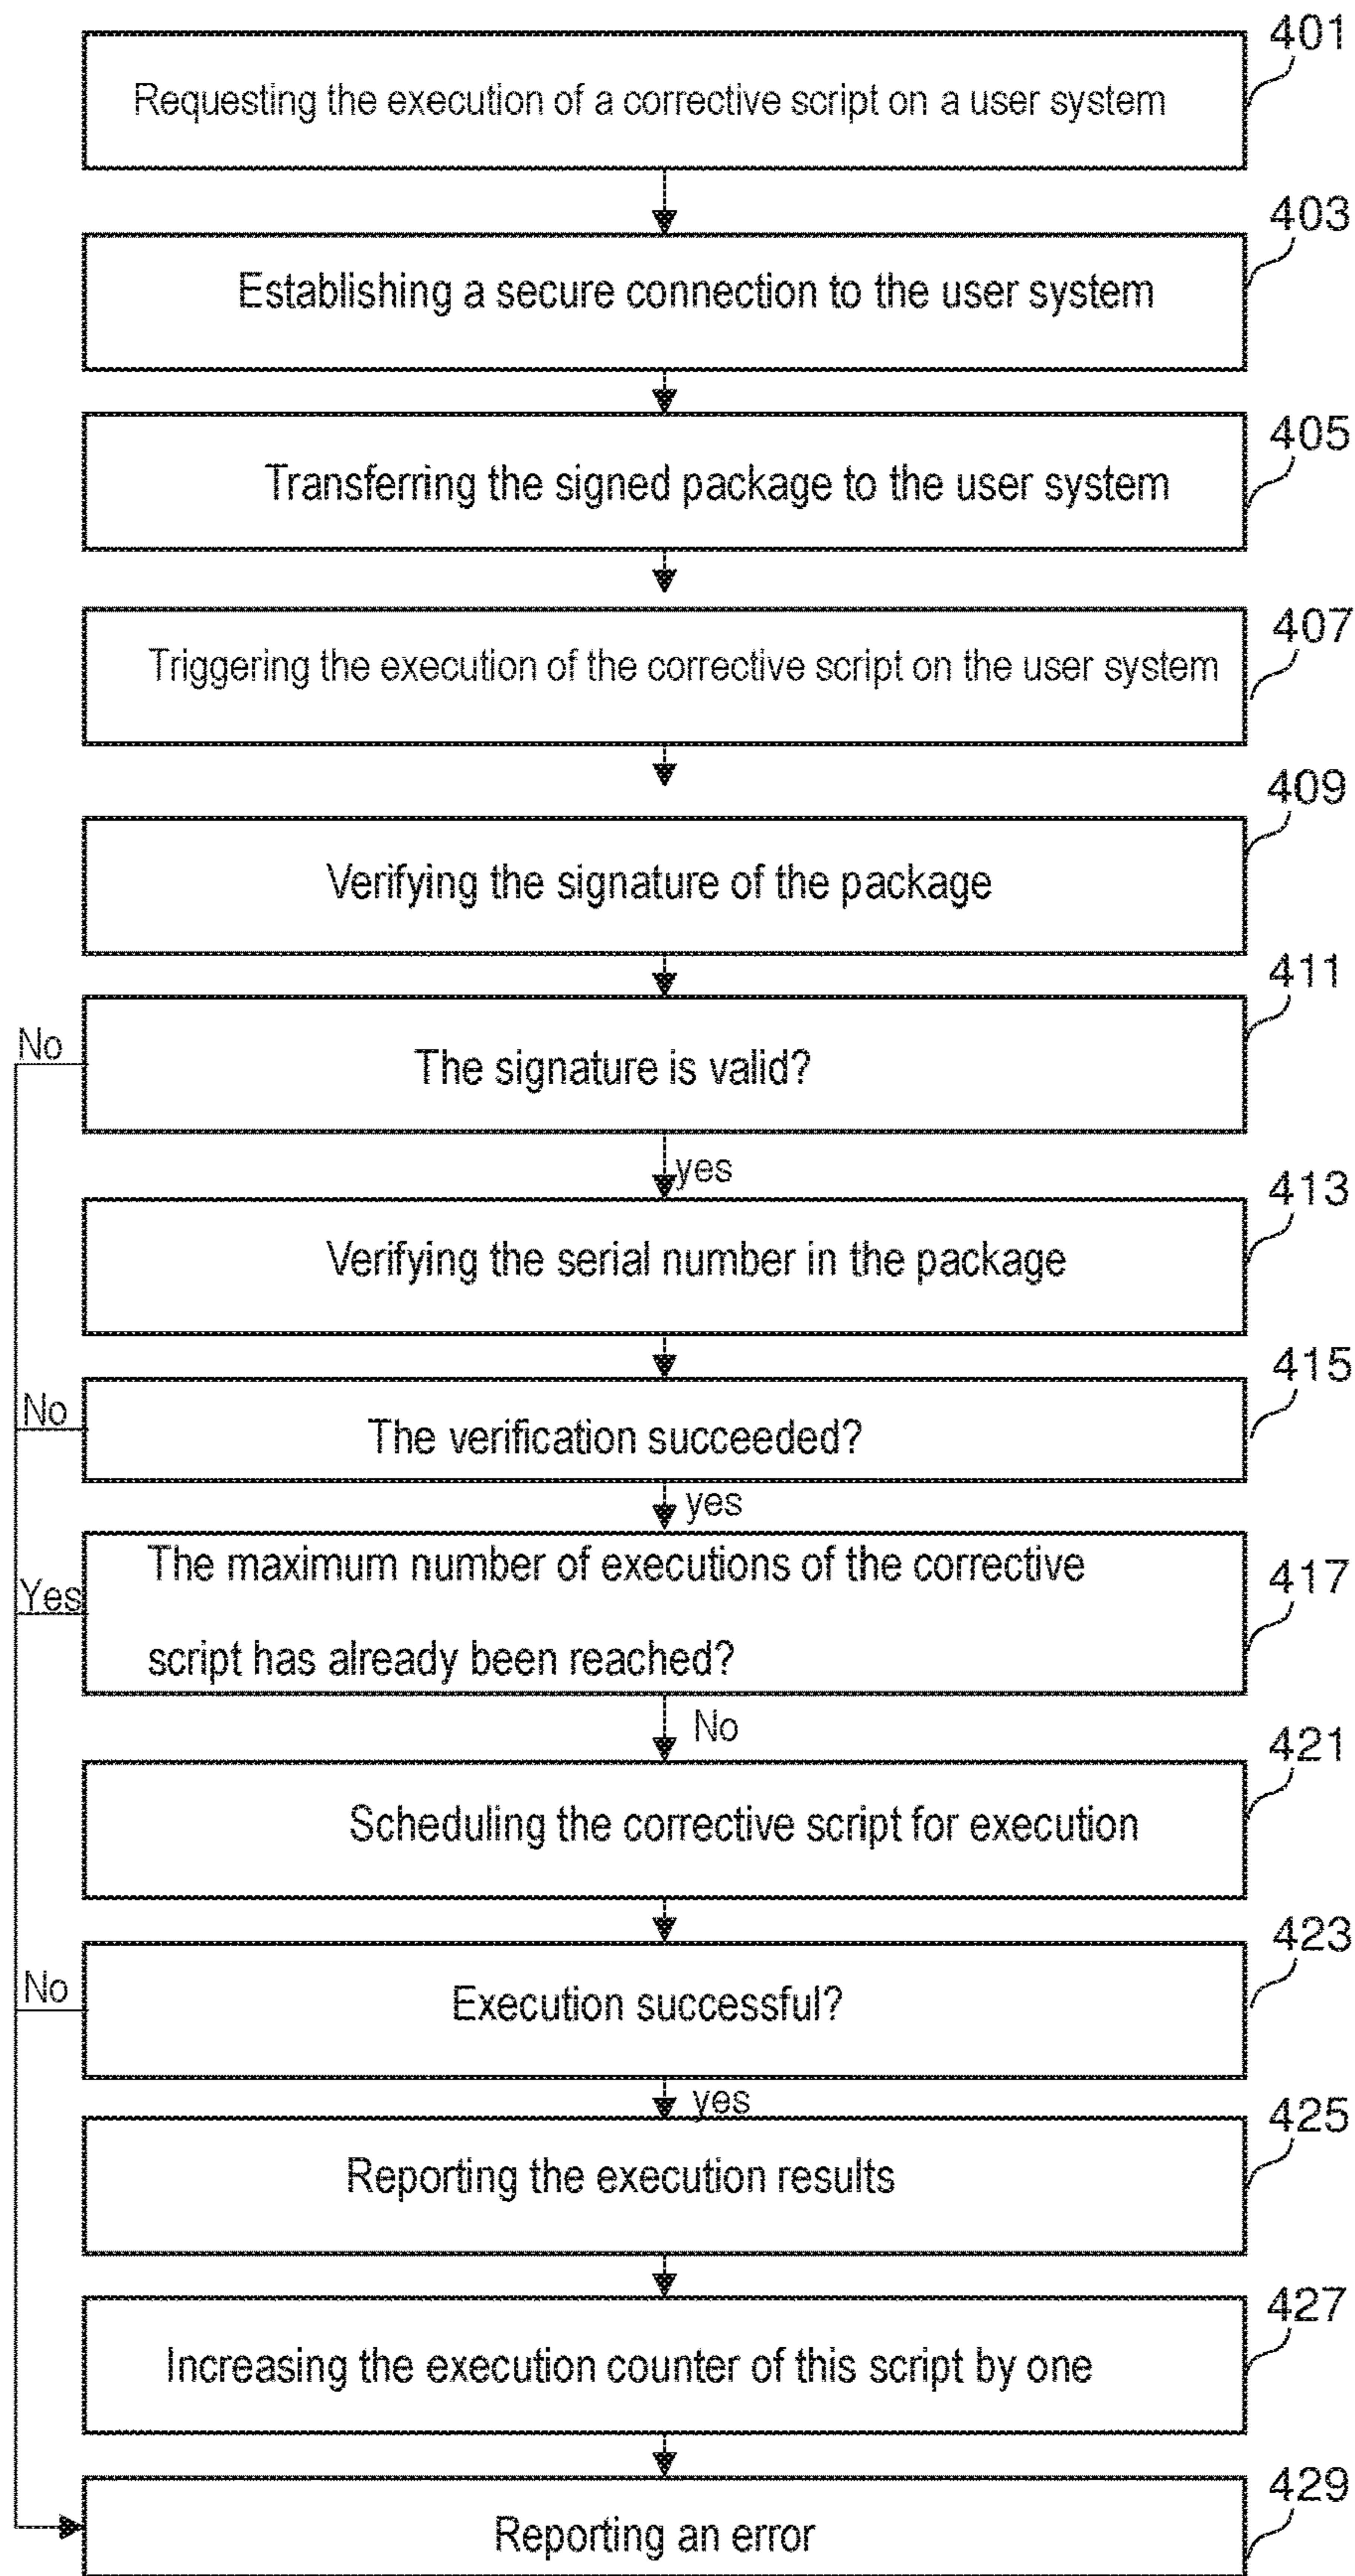 401
Requesting the execution of a corrective script on a user system
403
Establishing a secure connection to the user system
405
Transferring the signed package to the user system
407
Triggering the execution of the corrective script on the user system
409
Verifying the signature of the package
411
No
The signature is valid?
yes
413
Verifying the serial number in the package
415
No
The verification succeeded?
yes
The maximum number of executions of the corrective
417
Yes
script has already been reached?
No
421
Scheduling the corrective script for execution
423
No
Execution successful?
yes
425
Reporting the execution results
427
Increasing the execution counter of this script by one
429
Reporting an error